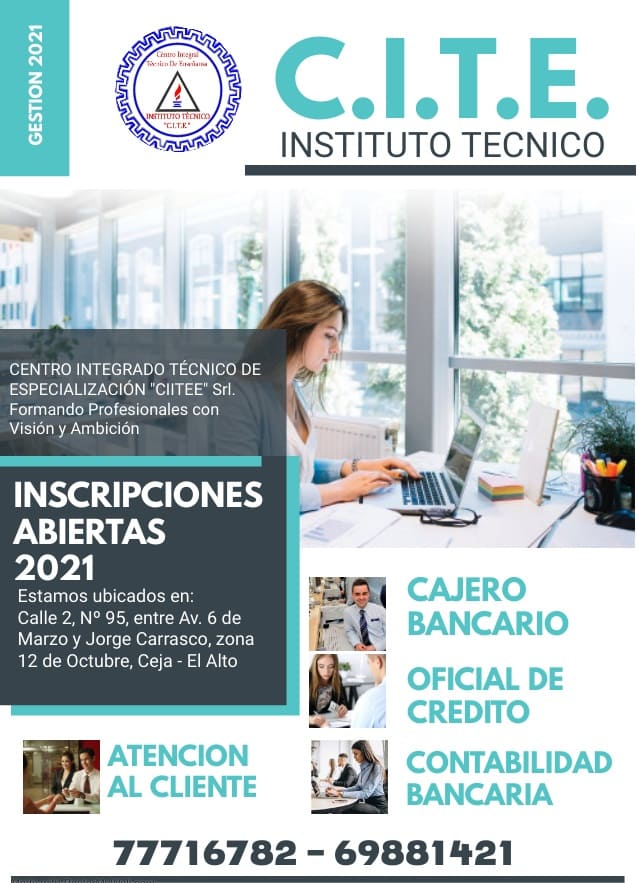 GESTION 2021
Centro Integral
Técnico De Enseñansa
INSTITUTO TÉCNICO
"C.I.T.E"
C.I.T.E.
INSTITUTO TECNICO
CENTRO INTEGRADO TÉCNICO DE
ESPECIALIZACIÓN "CIITEE" Srl.
Formando Profesionales con
Visión y Ambición
INSCRIPCIONES
ABIERTAS
2021
Estamos ubicados en:
Calle 2, Nº 95, entre Av. 6 de
Marzo y Jorge Carrasco, zona
12 de Octubre, Ceja - El Alto
CAJERO
BANCARIO
OFICIAL DE
CREDITO
ATENCION
AL CLIENTE
CONTABILIDAD
BANCARIA
77716782 – 69881421